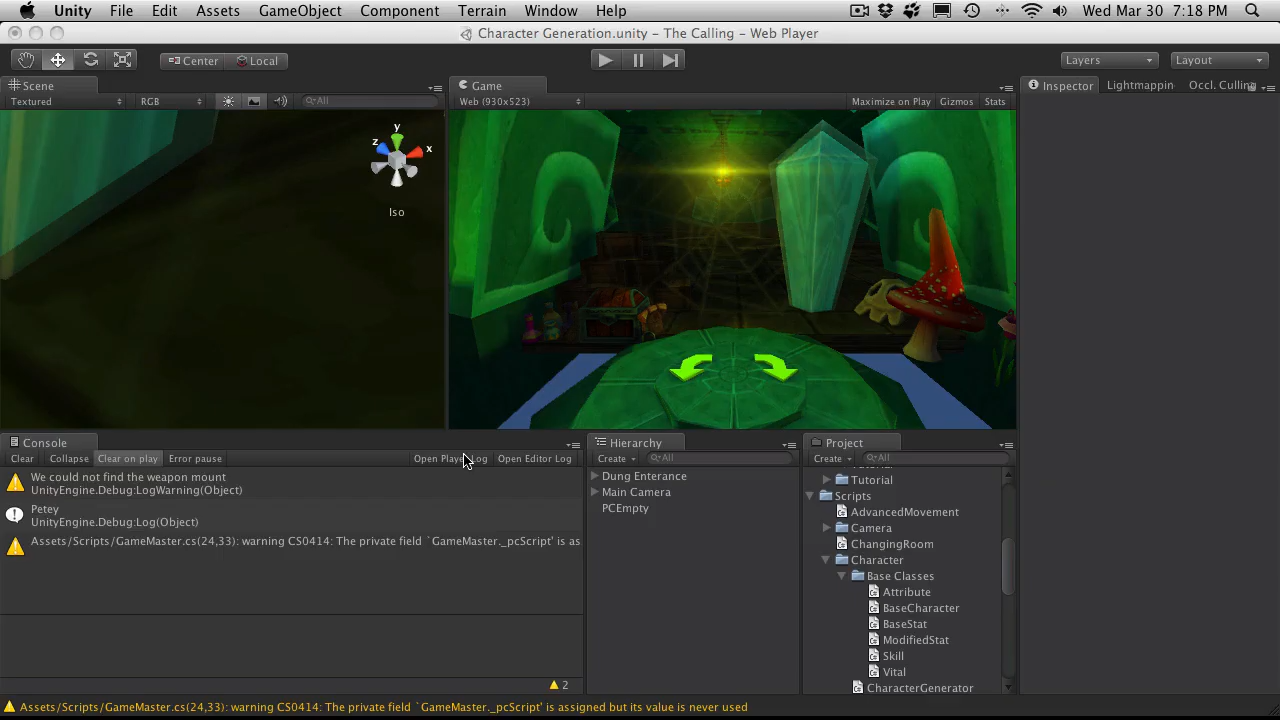 Unity File Edit Assets GameObject Component Terrain Window Help Wed Mar 30 7:18 PM
Character Generation.unity – The Calling – Web Player
Center Local Layers Layout
Scene Game Inspector Lightmappin Occl. Culling
Textured RGB All Web (930x523) Maximize on Play Gizmos Stats
y
z x
Iso
Console
Clear Collapse Clear on play Error pause Open Player Log Open Editor Log
We could not find the weapon mount
UnityEngine.Debug:LogWarning(Object)
Petey
UnityEngine.Debug:Log(Object)
Assets/Scripts/GameMaster.cs(24,33): warning CS0414: The private field `GameMaster._pcScript' is as
2
Hierarchy
Create All
Dung Enterance
Main Camera
PCEmpty
Project
Create All
Tutorial
Scripts
AdvancedMovement
Camera
ChangingRoom
Character
Base Classes
Attribute
BaseCharacter
BaseStat
ModifiedStat
Skill
Vital
CharacterGenerator
Assets/Scripts/GameMaster.cs(24,33): warning CS0414: The private field `GameMaster._pcScript' is assigned but its value is never used